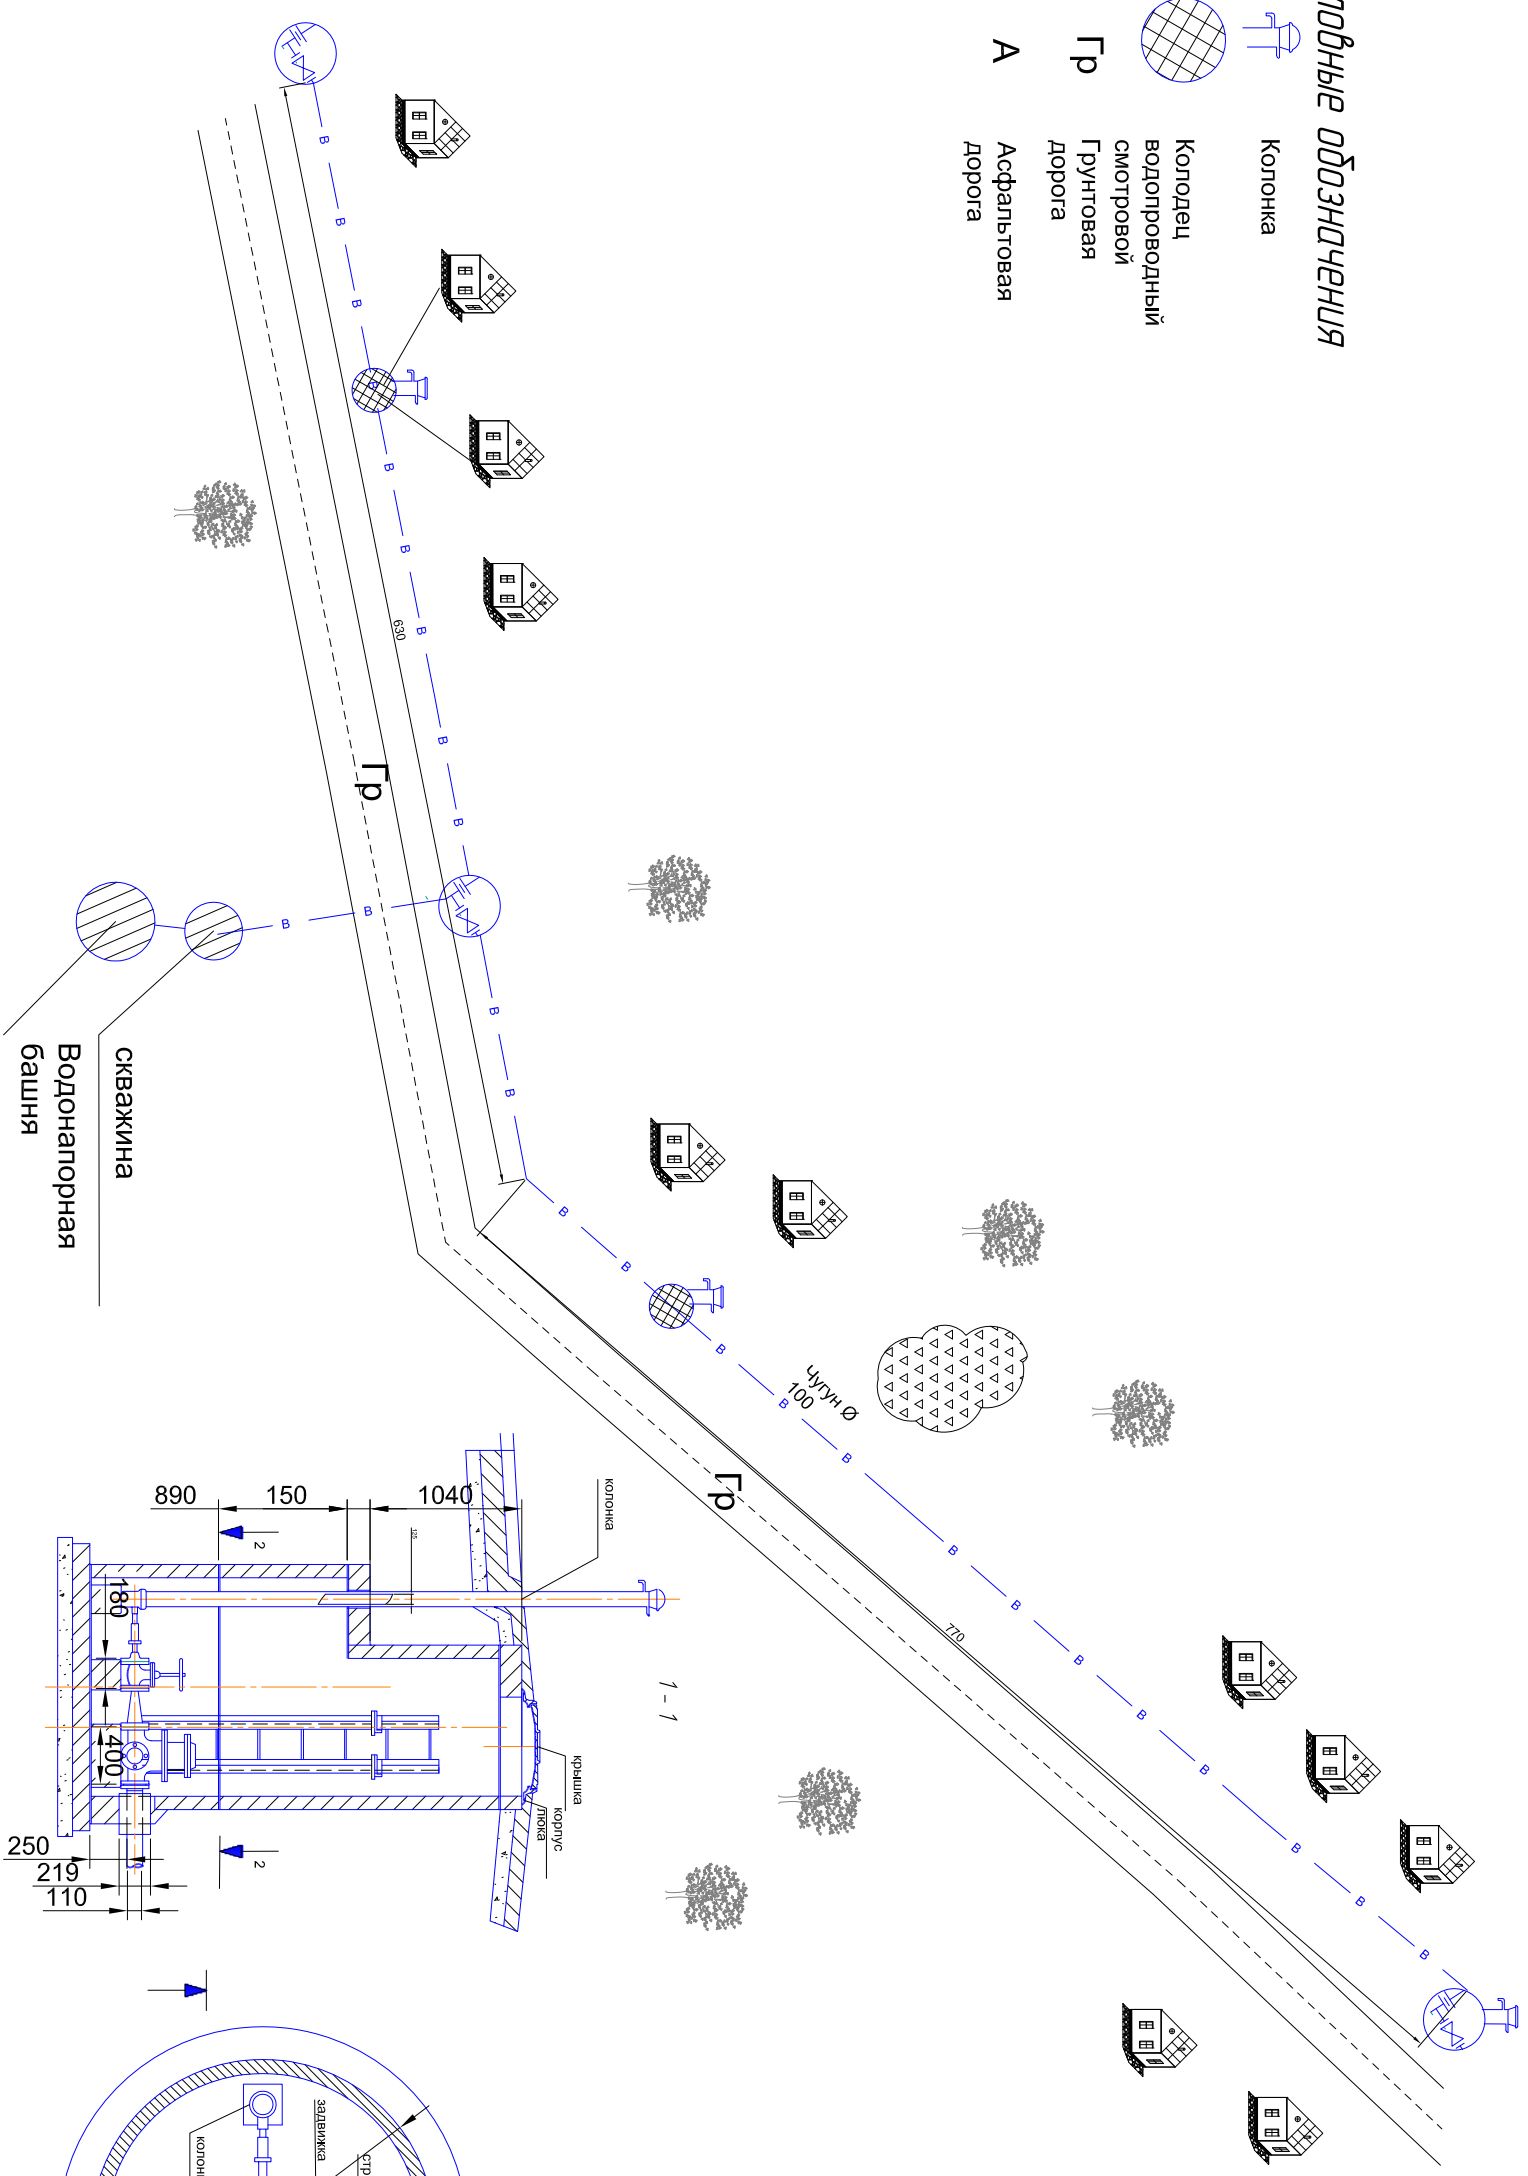 обозначения
Колонка
Колодец
водопроводный
смотровой
Гр
Грунтовая
дорога
А
Асфальтовая
дорога
В
В
В
В
В
В
В
В
В
В
В
В
В
В
630
Гр
скважина
Водонапорная
башня
В
В
В
В
Чугун Ø
100
В
В
В
В
В
В
В
В
В
В
Гр
770
1-1
колонка
крышка
корпус
люка
1040
150
890
125
2
2
180
400
250
219
110
задвижка